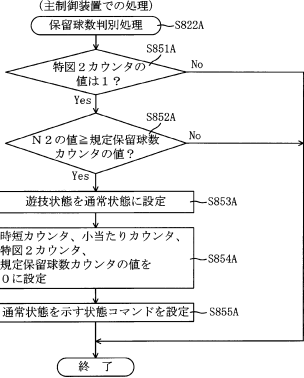 (主制御装置での処理)
保留球数判別処理
S822A
S851A
特図2カウンタの
値は1?
No
Yes
S852A
N2の値≧規定保留球数
カウンタの値?
No
Yes
遊技状態を通常状態に設定
S853A
時短カウンタ、小当たりカウンタ、
特図2カウンタ、
規定保留球数カウンタの値を
0に設定
S854A
通常状態を示す状態コマンドを設定
S855A
終 了